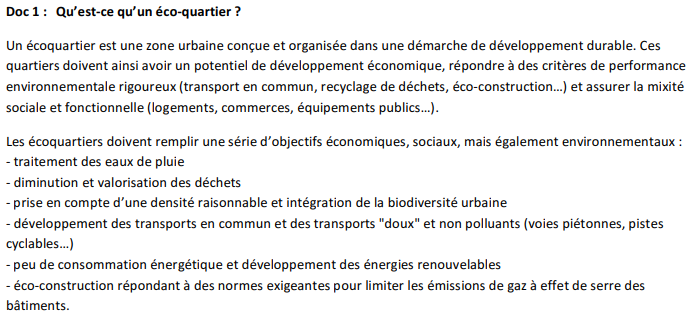 Doc 1 : Qu'est-ce qu'un éco-quartier ?
Un écoquartier est une zone urbaine conçue et organisée dans une démarche de développement durable. Ces
quartiers doivent ainsi avoir un potentiel de développement économique, répondre à des critères de performance
environnementale rigoureux (transport en commun, recyclage de déchets, éco-construction…) et assurer la mixité
sociale et fonctionnelle (logements, commerces, équipements publics…).
Les écoquartiers doivent remplir une série d'objectifs économiques, sociaux, mais également environnementaux :
- traitement des eaux de pluie
- diminution et valorisation des déchets
- prise en compte d'une densité raisonnable et intégration de la biodiversité urbaine
- développement des transports en commun et des transports "doux" et non polluants (voies piétonnes, pistes
cyclables…)
- peu de consommation énergétique et développement des énergies renouvelables
- éco-construction répondant à des normes exigeantes pour limiter les émissions de gaz à effet de serre des
bâtiments.